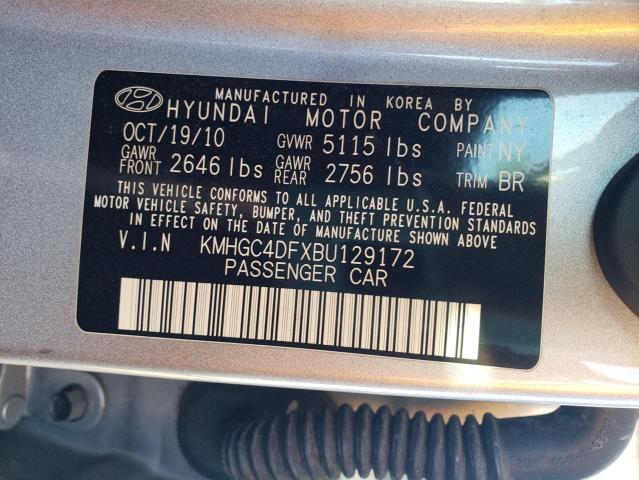 MANUFACTURED IN KOREA BY
HYUNDAI MOTOR COMPANY
OCT/19/10 GVWR 5115 lbs PAINT NY
GAWR FRONT 2646 lbs GAWR REAR 2756 lbs TRIM BR
THIS VEHICLE CONFORMS TO ALL APPLICABLE U.S.A. FEDERAL
MOTOR VEHICLE SAFETY, BUMPER, AND THEFT PREVENTION STANDARDS
IN EFFECT ON THE DATE OF MANUFACTURE SHOWN ABOVE
V.I.N KMHGC4DFXBU129172
PASSENGER CAR